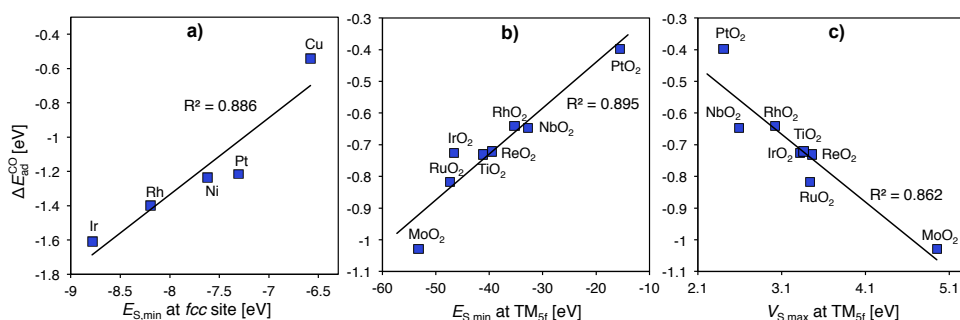 a)
ΔE_ad^CO [eV]
-0.4
-0.6
-0.8
-1
-1.2
-1.4
-1.6
-1.8
-9
-8.5
-8
-7.5
-7
-6.5
E_S,min at fcc site [eV]
R² = 0.886
Cu
Pt
Ni
Rh
Ir
b)
-0.3
-0.4
-0.5
-0.6
-0.7
-0.8
-0.9
-1
-1.1
-60
-50
-40
-30
-20
-10
E_S,min at TM_5f [eV]
R² = 0.895
PtO₂
RhO₂
NbO₂
IrO₂
ReO₂
RuO₂
TiO₂
MoO₂
c)
-0.3
-0.4
-0.5
-0.6
-0.7
-0.8
-0.9
-1
-1.1
2.1
3.1
4.1
5.1
V_S,max at TM_5f [eV]
R² = 0.862
PtO₂
NbO₂
RhO₂
TiO₂
IrO₂
ReO₂
RuO₂
MoO₂